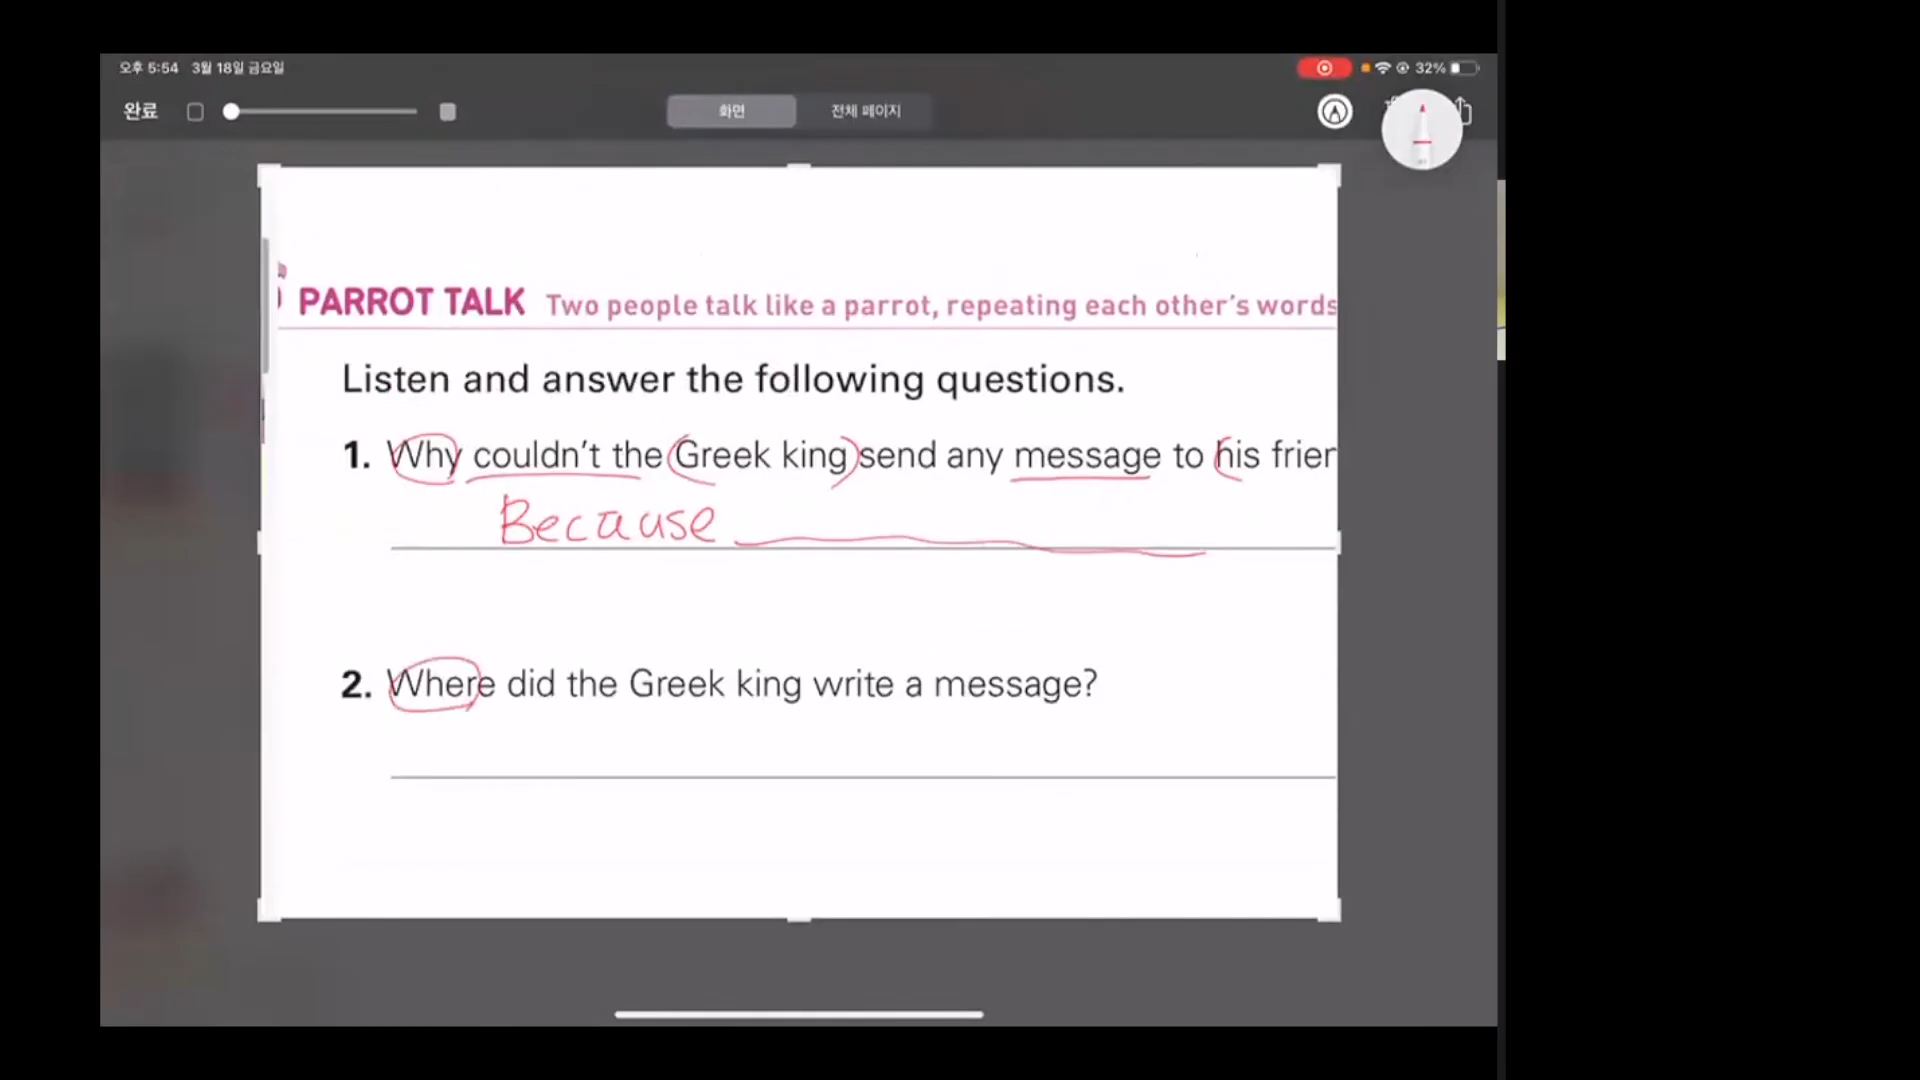 오후 5:54 3월 18일 금요일 32%
완료 화면 전체 페이지
PARROT TALK Two people talk like a parrot, repeating each other's words
Listen and answer the following questions.
1. Why couldn't the Greek king send any message to his frien
Because
2. Where did the Greek king write a message?